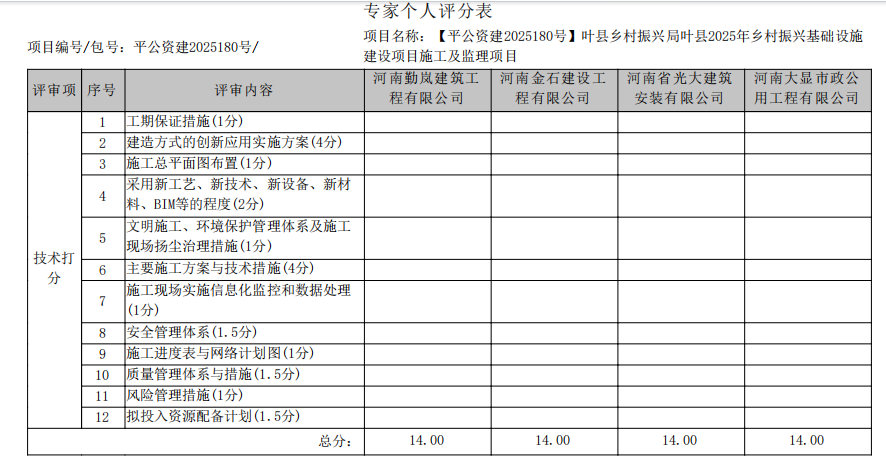 专家个人评分表
项目编号/包号：平公资建2025180号/
项目名称：【平公资建2025180号】叶县乡村振兴局叶县2025年乡村振兴基础设施
建设项目施工及监理项目
评审项 序号 评审内容 河南勤岚建筑工 河南金石建设工 河南省光大建筑 河南大显市政公
程有限公司 程有限公司 安装有限公司 用工程有限公司
技术打
分
1 工期保证措施(1分)
2 建造方式的创新应用实施方案(4分)
3 施工总平面图布置(1分)
4 采用新工艺、新技术、新设备、新材
料、BIM等的程度(2分)
5 文明施工、环境保护管理体系及施工
现场扬尘治理措施(1分)
6 主要施工方案与技术措施(4分)
7 施工现场实施信息化监控和数据处理
(1分)
8 安全管理体系(1.5分)
9 施工进度表与网络计划图(1分)
10 质量管理体系与措施(1.5分)
11 风险管理措施(1分)
12 拟投入资源配备计划(1.5分)
总分： 14.00 14.00 14.00 14.00